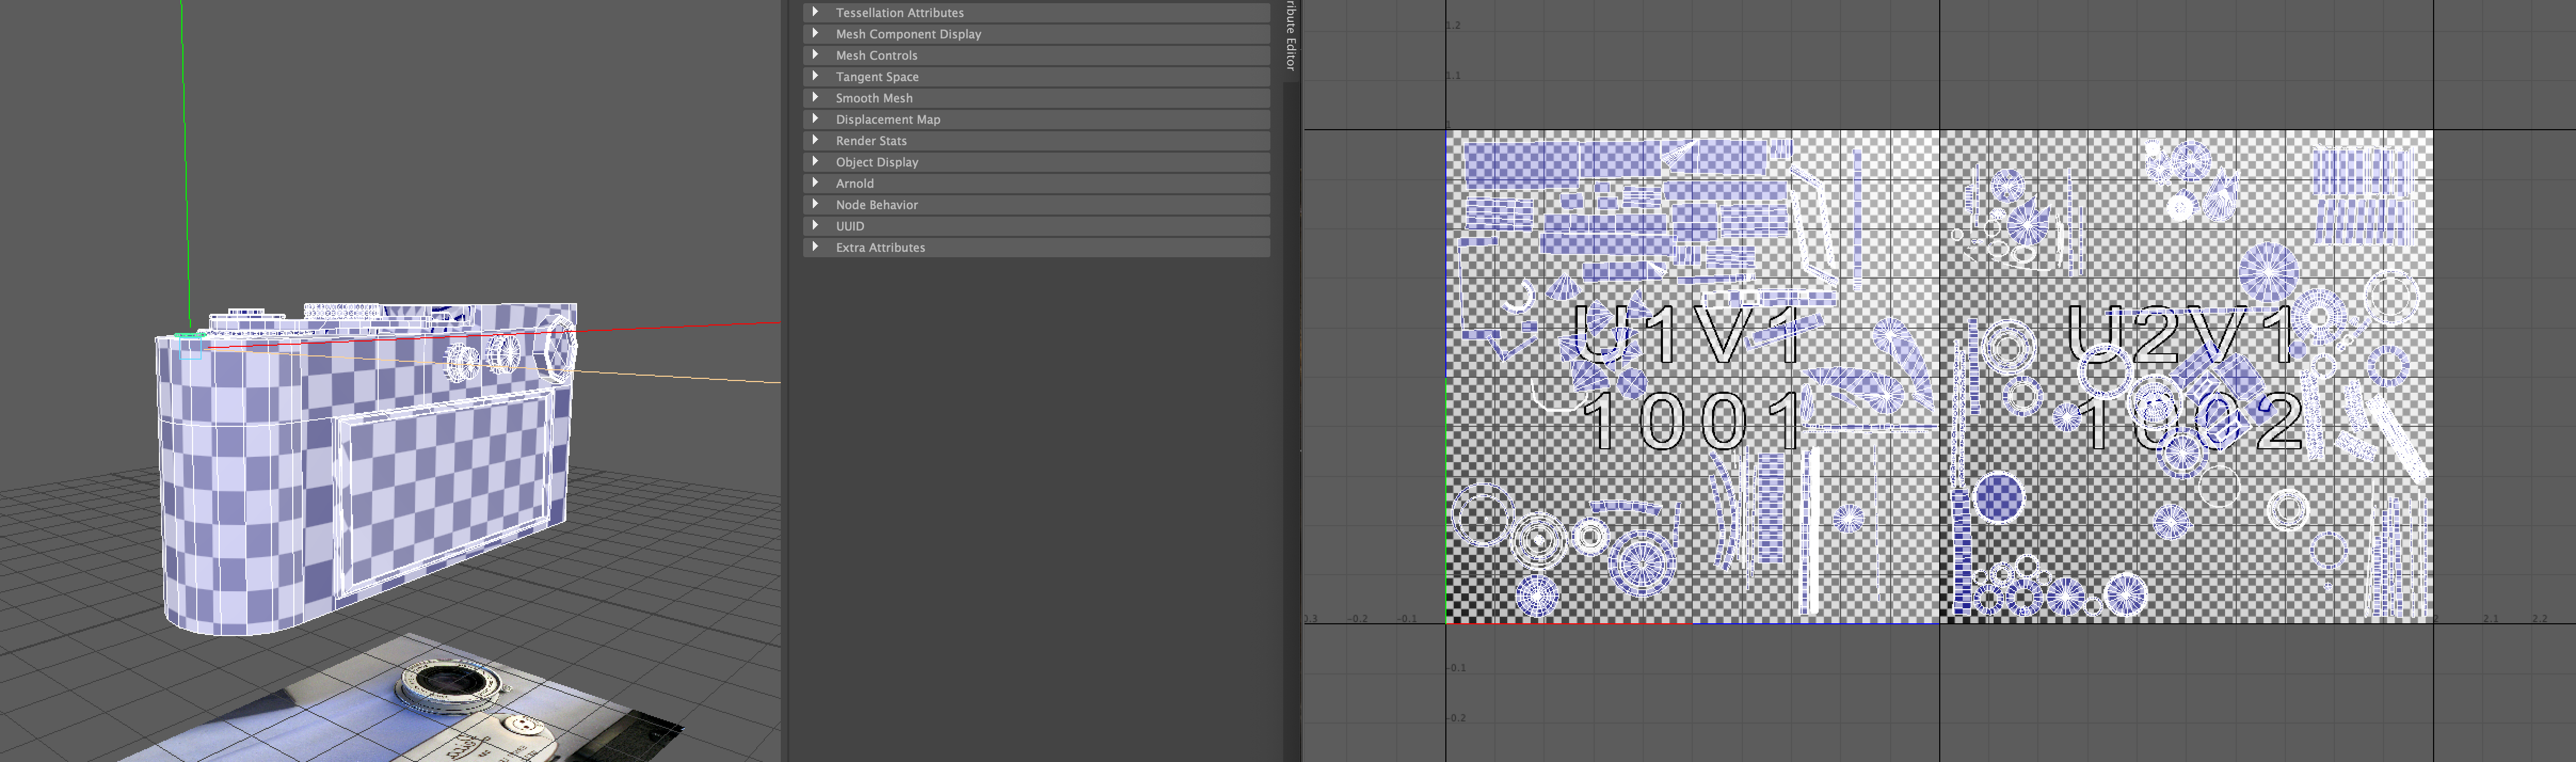 Tessellation Attributes
Mesh Component Display
Mesh Controls
Tangent Space
Smooth Mesh
Displacement Map
Render Stats
Object Display
Arnold
Node Behavior
UUID
Extra Attributes
ribute Editor
1.2
1.1
1
U1V1
1001
U2V1
1002
0.3
-0.2
-0.1
2
2.1
2.2
-0.1
-0.2